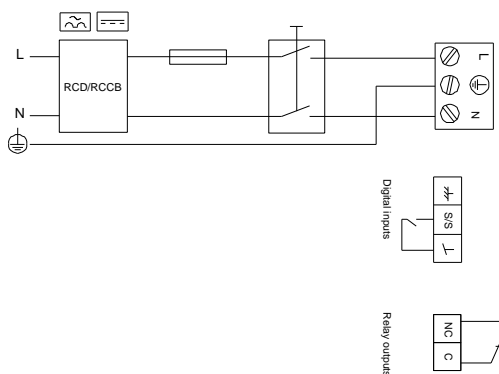 L
RCD/RCCB
N
L
N
Digital inputs
S/S
Relay outputs
NC
C